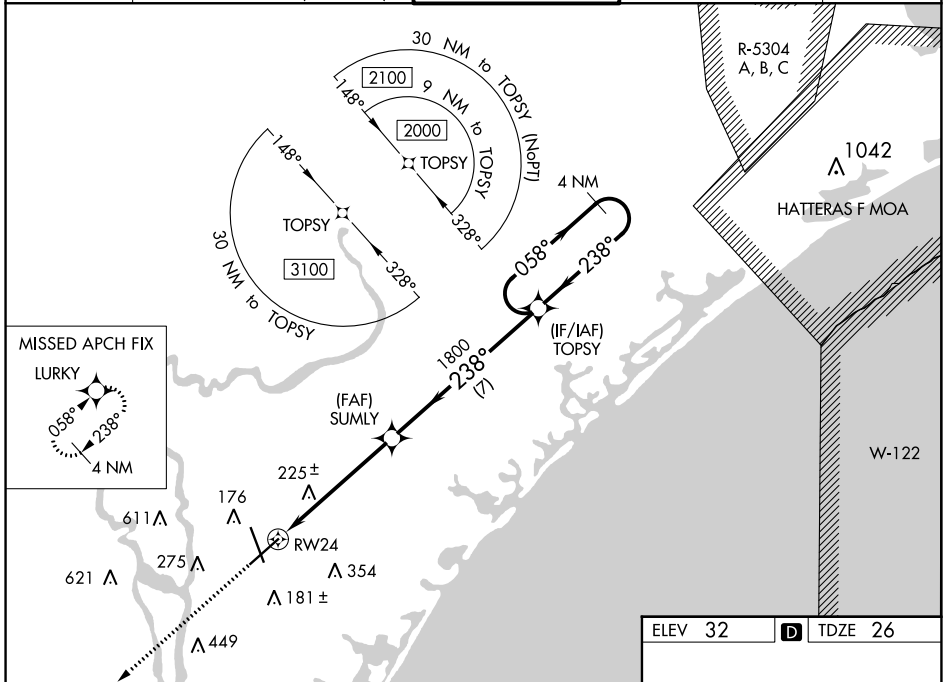 30 NM to TOPSY (NoPT)
2100
148°
9 NM to TOPSY
2000
TOPSY
328°
148°
TOPSY
328°
3100
30 NM to TOPSY
R-5304
A, B, C
1042
HATTERAS F MOA
4 NM
058°
238°
(IF/IAF)
TOPSY
1800
238°
(7)
(FAF)
SUMLY
MISSED APCH FIX
LURKY
058°
238°
4 NM
W-122
225±
176
611
RW24
275
354
621
181±
449
ELEV 32
D
TDZE 26